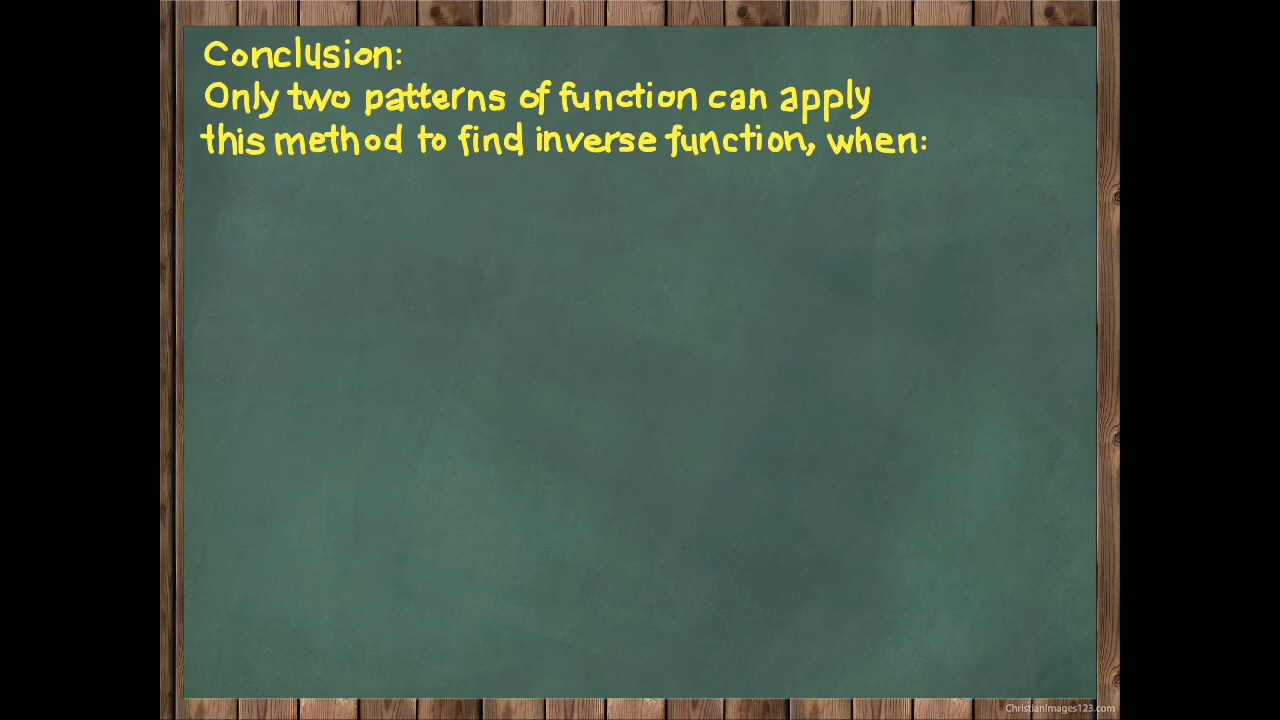 Conclusion:
Only two patterns of function can apply
this method to find inverse function, when:
ChristianImages123.com